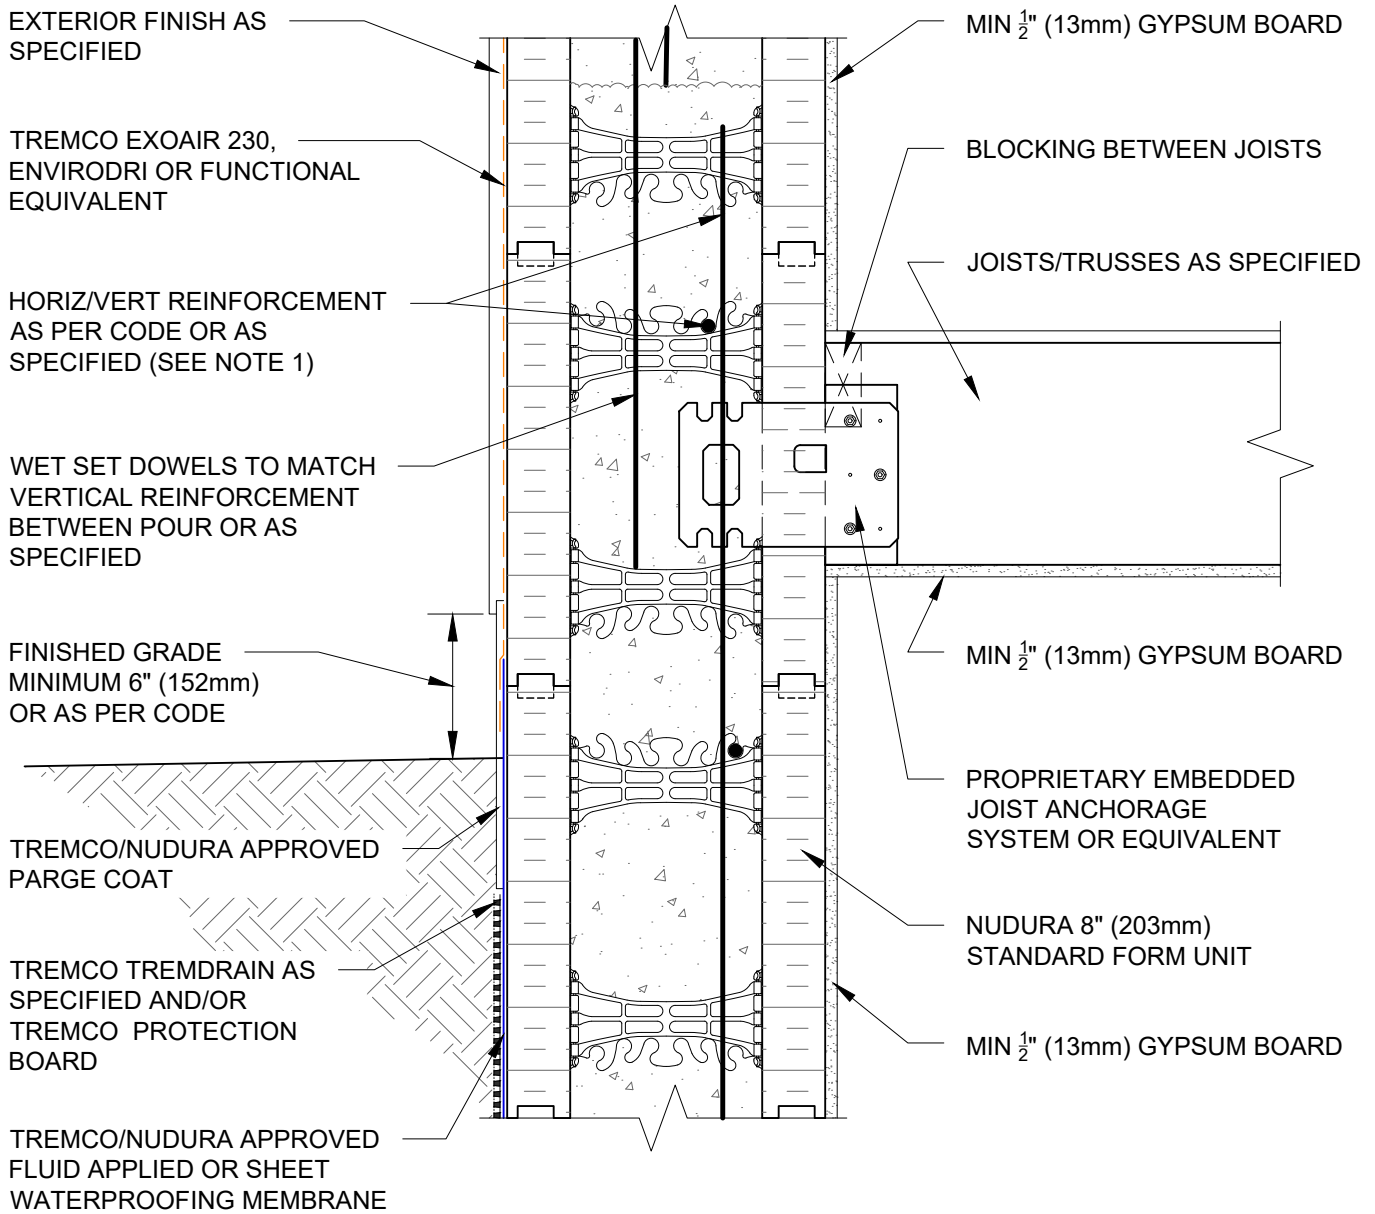 EXTERIOR FINISH AS
SPECIFIED
TREMCO EXOAIR 230,
ENVIRODRI OR FUNCTIONAL
EQUIVALENT
HORIZ/VERT REINFORCEMENT
AS PER CODE OR AS
SPECIFIED (SEE NOTE 1)
WET SET DOWELS TO MATCH
VERTICAL REINFORCEMENT
BETWEEN POUR OR AS
SPECIFIED
FINISHED GRADE
MINIMUM 6" (152mm)
OR AS PER CODE
TREMCO/NUDURA APPROVED
PARGE COAT
TREMCO TREMDRAIN AS
SPECIFIED AND/OR
TREMCO PROTECTION
BOARD
TREMCO/NUDURA APPROVED
FLUID APPLIED OR SHEET
WATERPROOFING MEMBRANE
MIN 1/2" (13mm) GYPSUM BOARD
BLOCKING BETWEEN JOISTS
JOISTS/TRUSSES AS SPECIFIED
MIN 1/2" (13mm) GYPSUM BOARD
PROPRIETARY EMBEDDED
JOIST ANCHORAGE
SYSTEM OR EQUIVALENT
NUDURA 8" (203mm)
STANDARD FORM UNIT
MIN 1/2" (13mm) GYPSUM BOARD